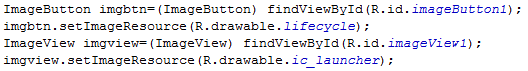 ImageButton imgbtn=(ImageButton) findViewById(R.id.imageButton1);
imgbtn.setImageResource(R.drawable.lifecycle);
ImageView imgview=(ImageView) findViewById(R.id.imageView1);
imgview.setImageResource(R.drawable.ic_launcher);